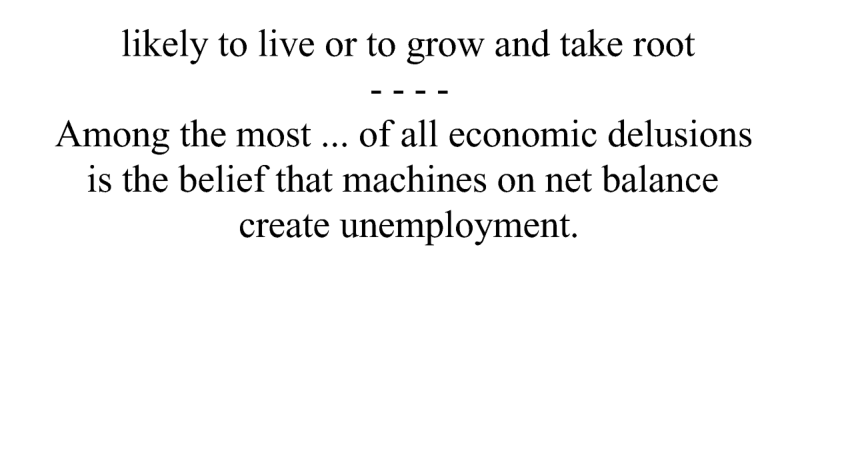 likely to live or to grow and take root
- - - -
Among the most ... of all economic delusions
is the belief that machines on net balance
create unemployment.